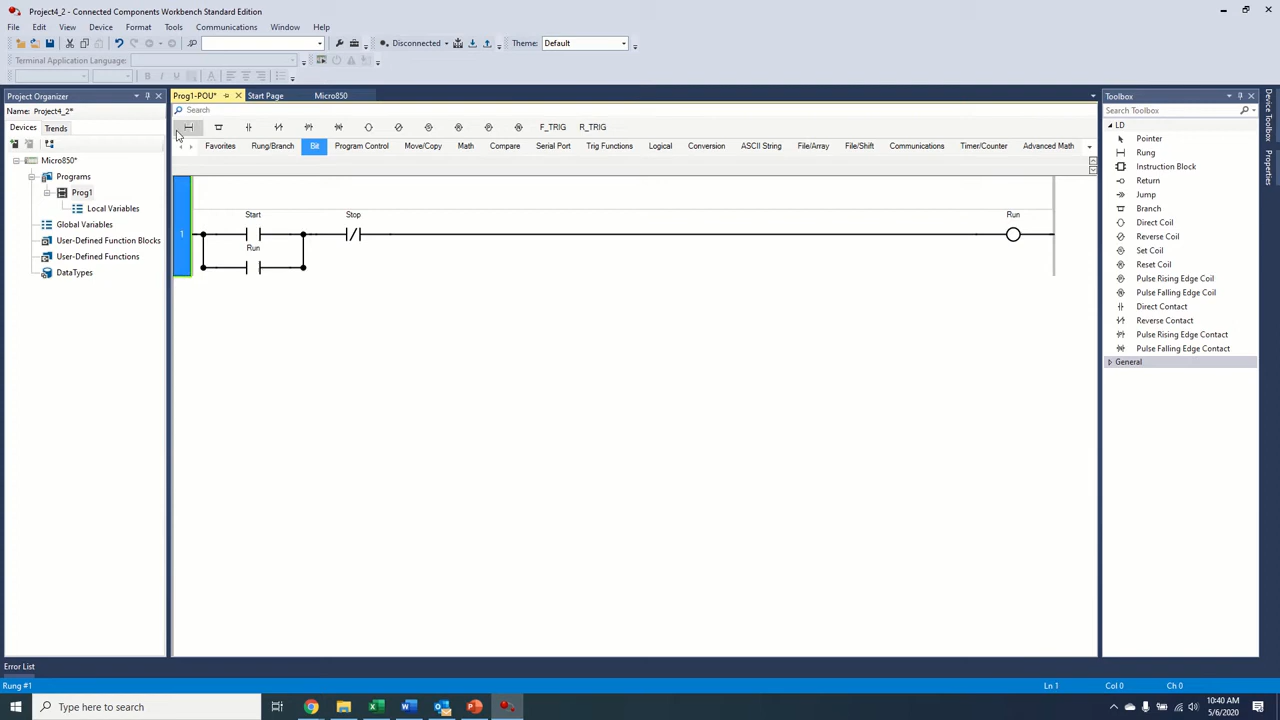 Project4_2 - Connected Components Workbench Standard Edition
File Edit View Device Format Tools Communications Window Help
Disconnected Theme: Default
Terminal Application Language:
Project Organizer
Name: Project4_2*
Devices Trends
Micro850*
Programs
Prog1
Local Variables
Global Variables
User-Defined Function Blocks
User-Defined Functions
DataTypes
Prog1-POU* Start Page Micro850
Search
F_TRIG R_TRIG
Favorites Rung/Branch Bit Program Control Move/Copy Math Compare Serial Port Trig Functions Logical Conversion ASCII String File/Array File/Shift Communications Timer/Counter Advanced Math
Start Stop Run
1
Run
Toolbox
Search Toolbox
LD
Pointer
Rung
Instruction Block
Return
Jump
Branch
Direct Coil
Reverse Coil
Set Coil
Reset Coil
Pulse Rising Edge Coil
Pulse Falling Edge Coil
Direct Contact
Reverse Contact
Pulse Rising Edge Contact
Pulse Falling Edge Contact
General
Device Toolbox
Properties
Error List
Rung #1 Ln 1 Col 0 Ch 0
Type here to search
10:40 AM
5/6/2020